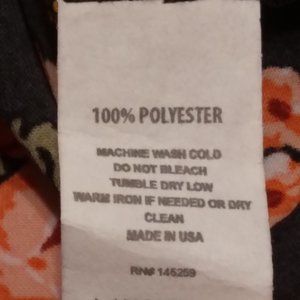 100% POLYESTER
MACHINE WASH COLD
DO NOT BLEACH
TUMBLE DRY LOW
WARM IRON IF NEEDED OR DRY
CLEAN
MADE IN USA
RN# 145259